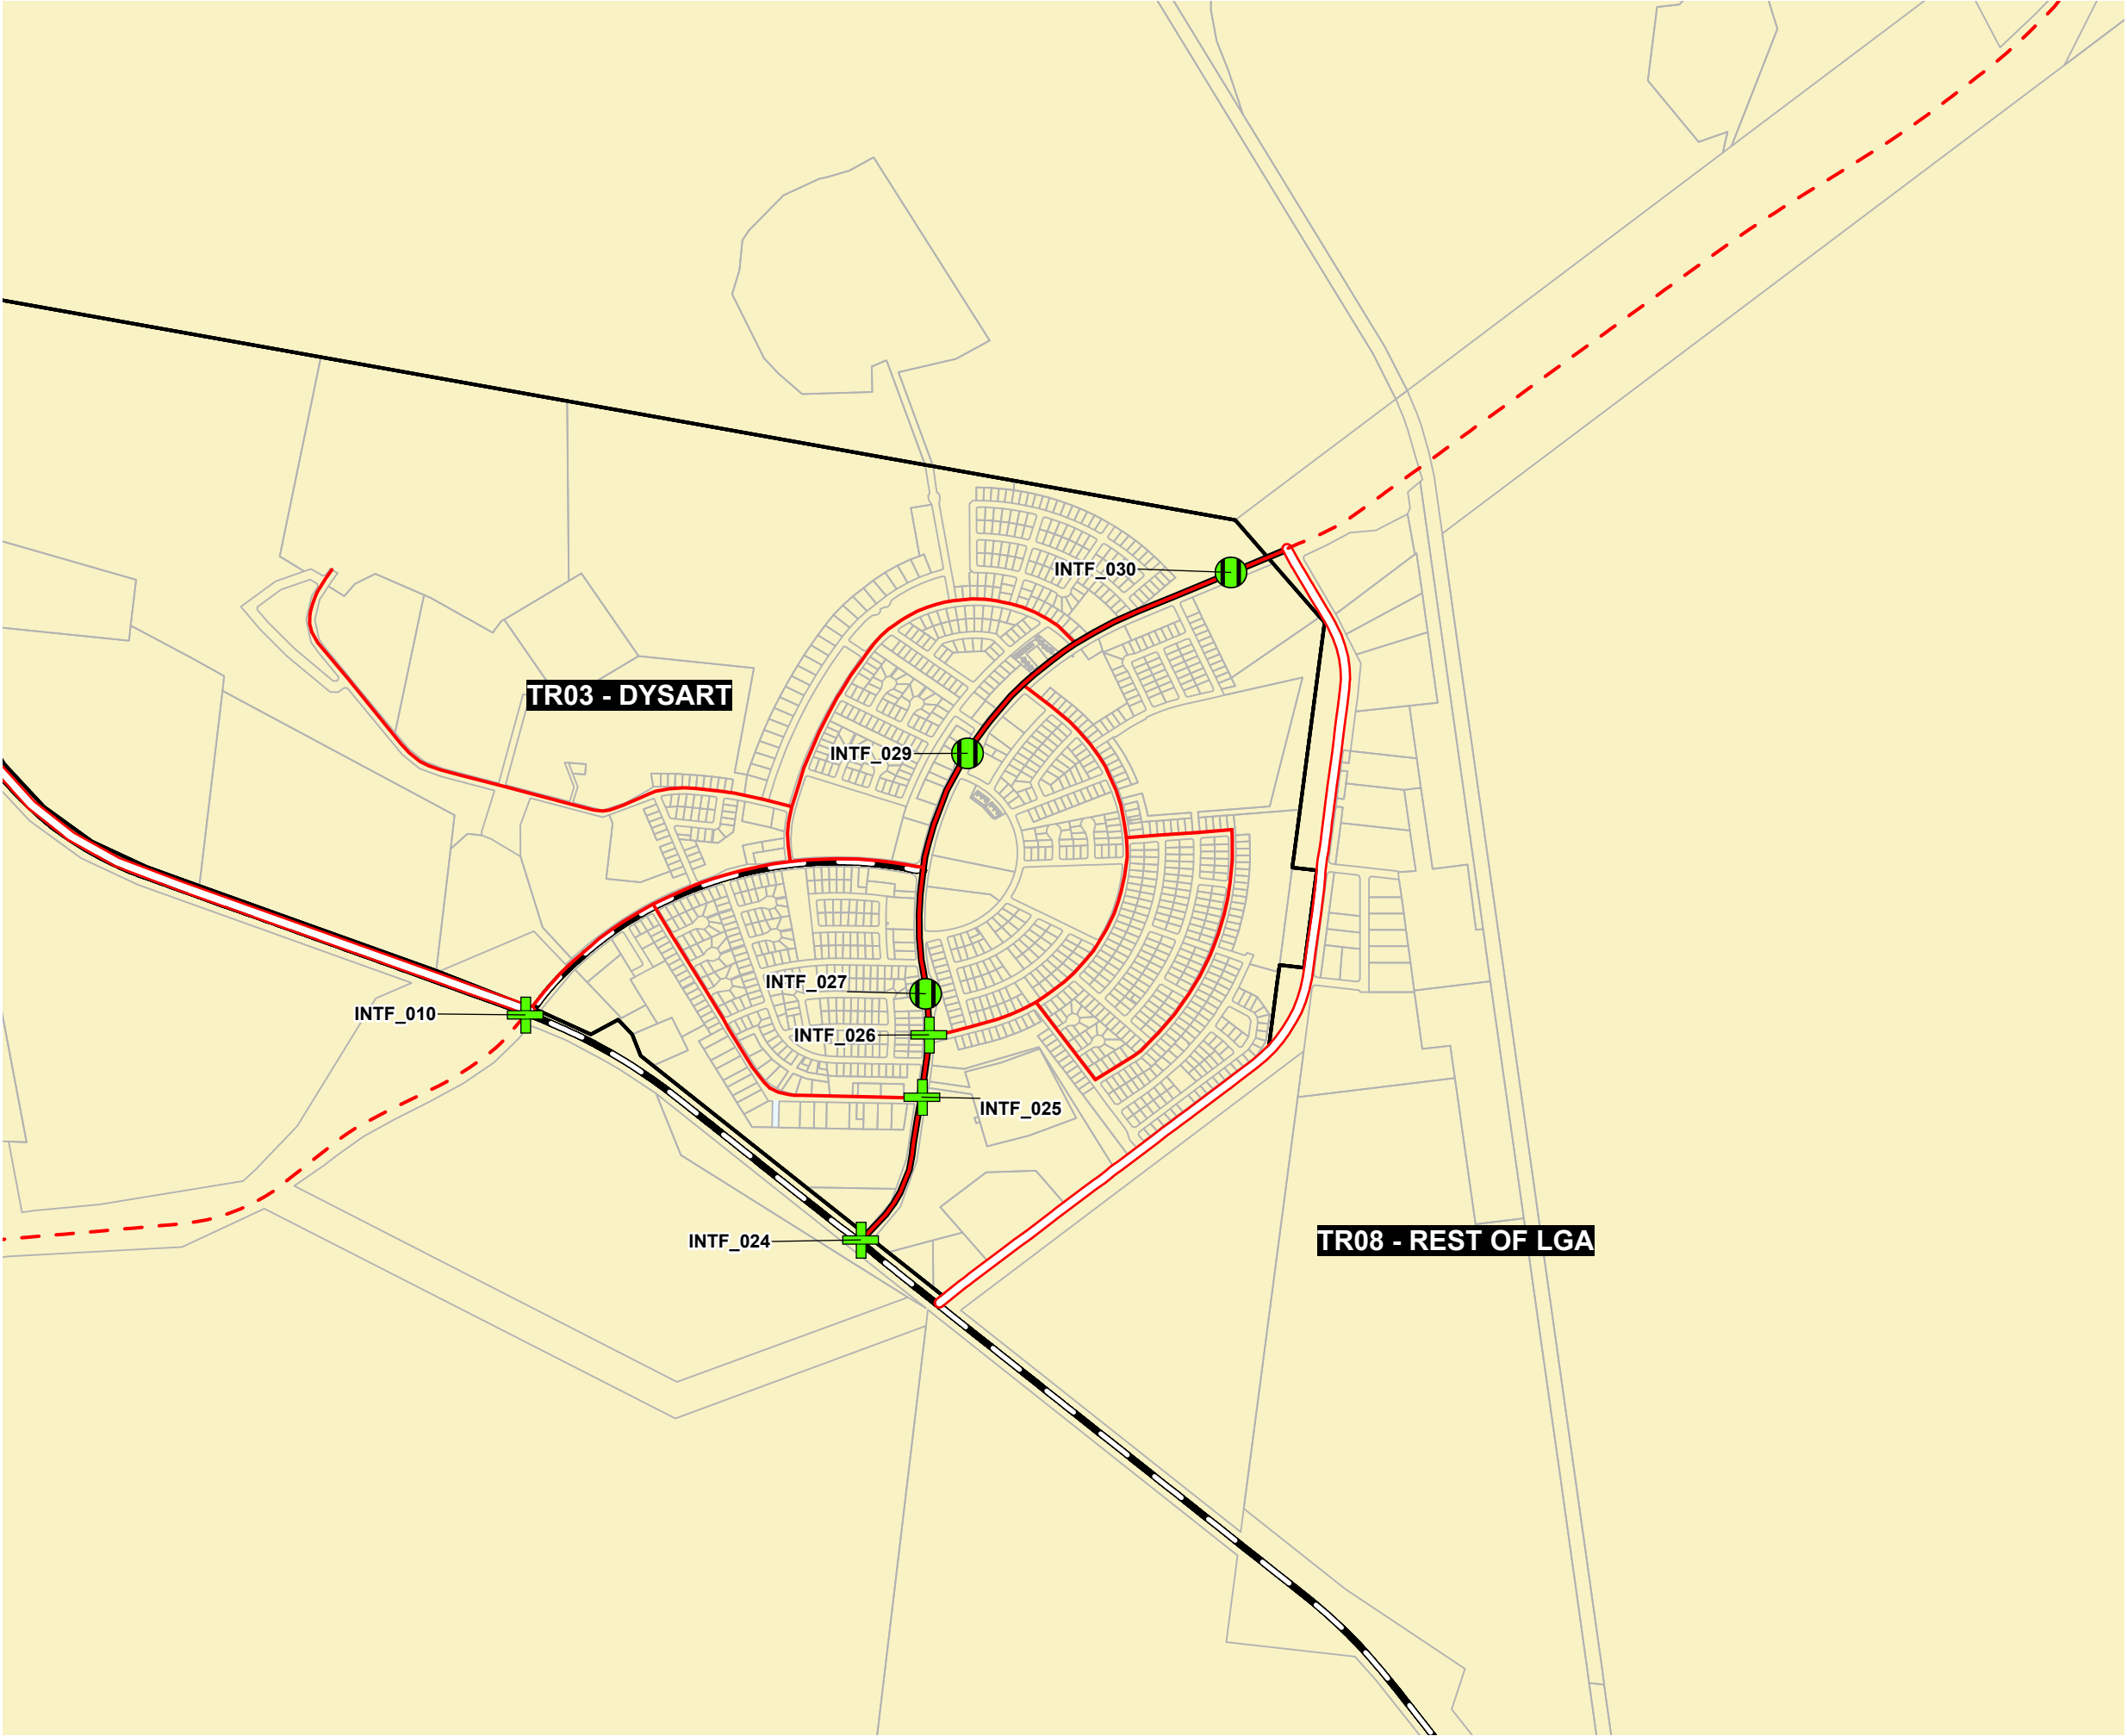 INTF_030
TR03 - DYSART
INTF_029
INTF_027
INTF_010
INTF_026
INTF_025
INTF_024
TR08 - REST OF LGA